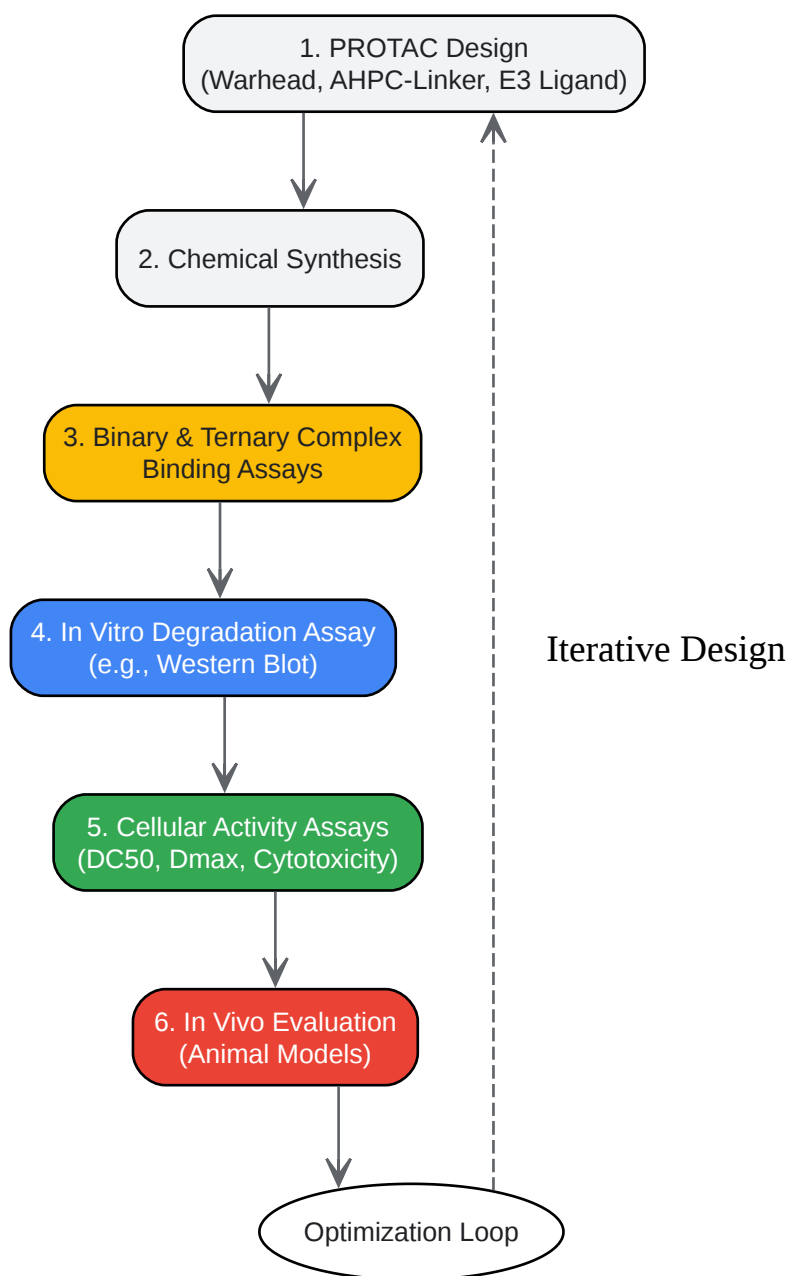 1. PROTAC Design
(Warhead, AHPC-Linker, E3 Ligand)
2. Chemical Synthesis
3. Binary & Ternary Complex
Binding Assays
4. In Vitro Degradation Assay
(e.g., Western Blot)
Iterative Design
5. Cellular Activity Assays
(DC50, Dmax, Cytotoxicity)
6. In Vivo Evaluation
(Animal Models)
Optimization Loop